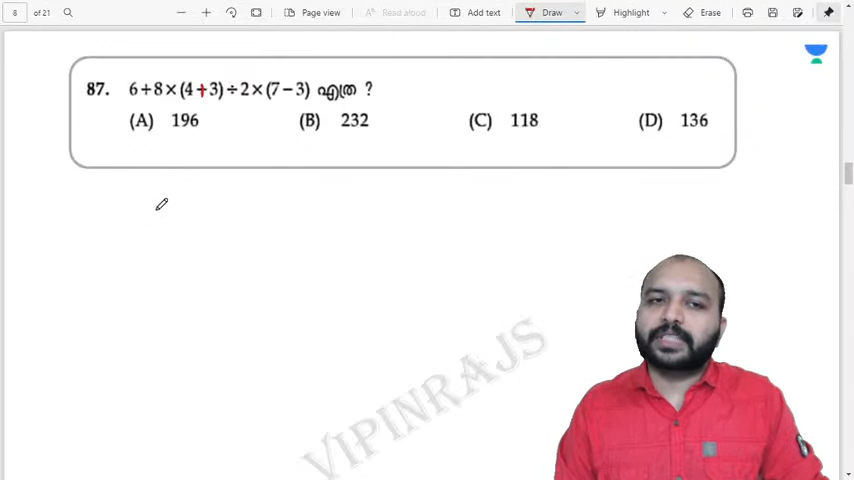 8 of 21 Page view Read aloud Add text Draw Highlight Erase
87. 6+8×(4+3)÷2×(7−3) എത്ര ?
(A) 196 (B) 232 (C) 118 (D) 136
VIPINRAJS